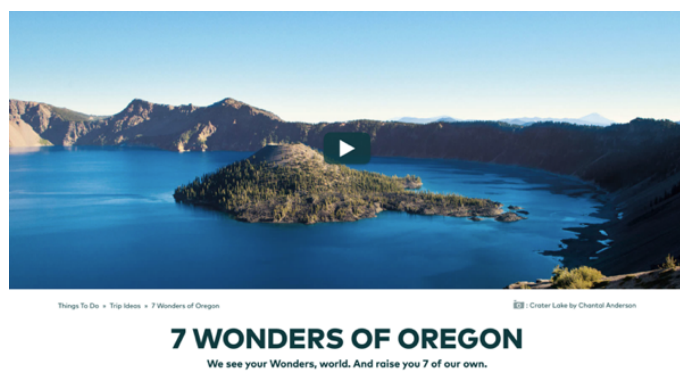 Things To Do » Trip Ideas » 7 Wonders of Oregon
: Crater Lake by Chantal Anderson
7 WONDERS OF OREGON
We see your Wonders, world. And raise you 7 of our own.